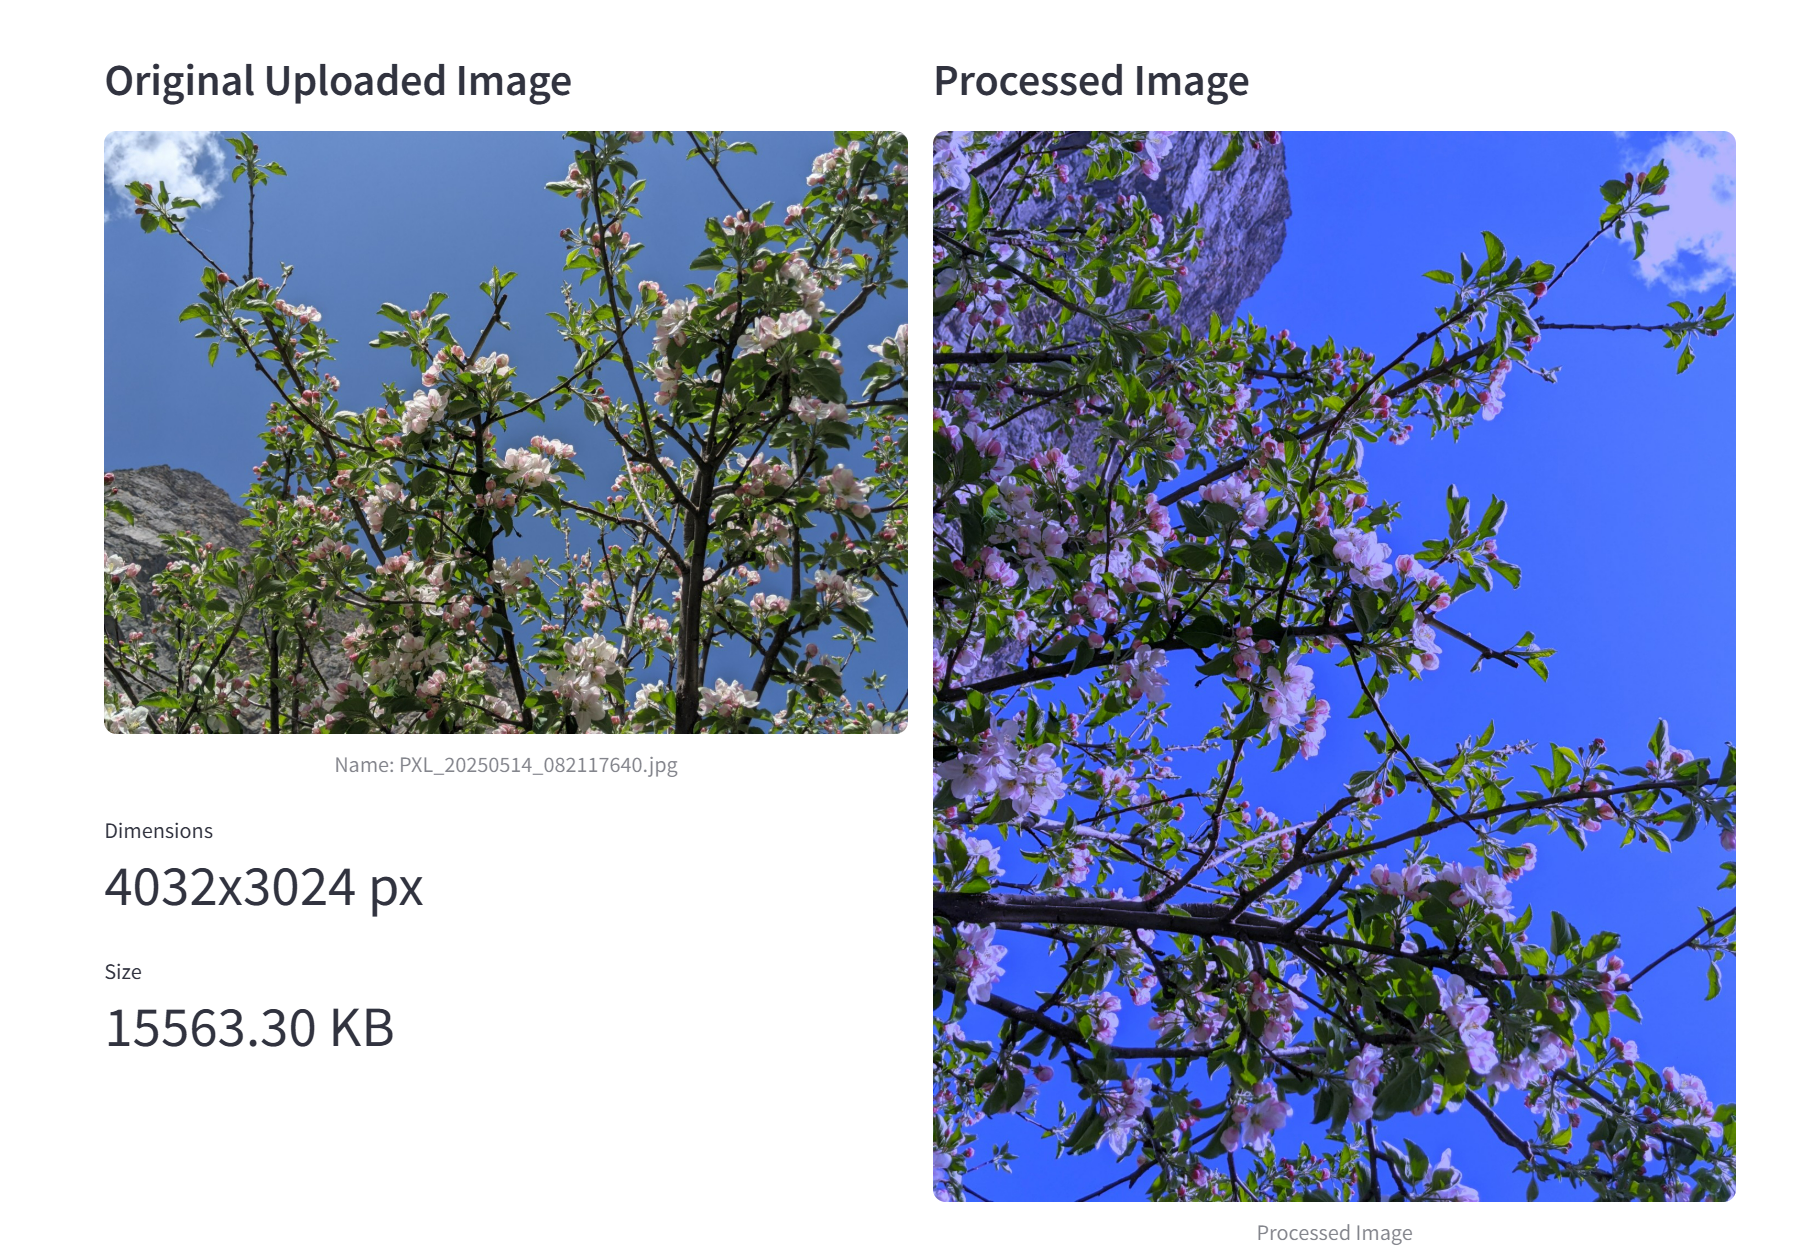 Original Uploaded Image
Processed Image
Name: PXL_20250514_082117640.jpg
Dimensions
4032x3024 px
Size
15563.30 KB
Processed Image